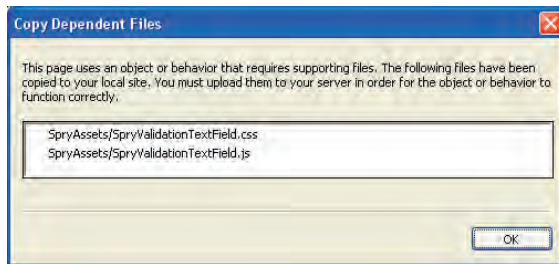 Copy Dependent Files
This page uses an object or behavior that requires supporting files. The following files have been
copied to your local site. You must upload them to your server in order for the object or behavior to
function correctly.
SpryAssets/SpryValidationTextField.css
SpryAssets/SpryValidationTextField.js
OK